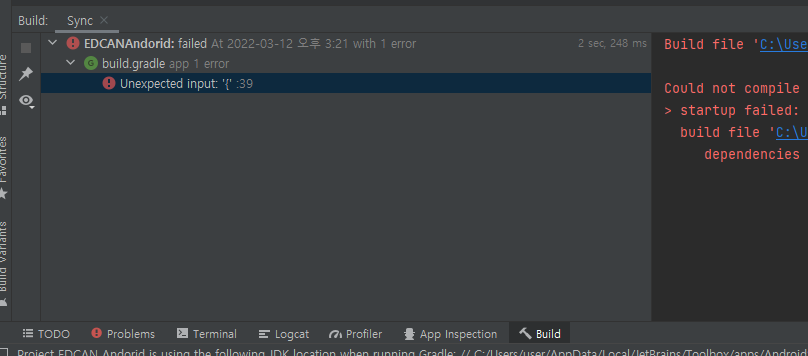 Build: Sync ×
EDCANAndorid: failed At 2022-03-12 오후 3:21 with 1 error 2 sec, 248 ms
build.gradle app 1 error
Unexpected input: '{' :39
Build file 'C:\Use
Could not compile
> startup failed:
build file 'C:\U
dependencies
Structure
Favorites
Build Variants
TODO Problems Terminal Logcat Profiler App Inspection Build
Project EDCAN Andorid is using the following JDK location when running Gradle: // C:/Users/user/AppData/Local/JetBrains/Toolbox/apps/Android